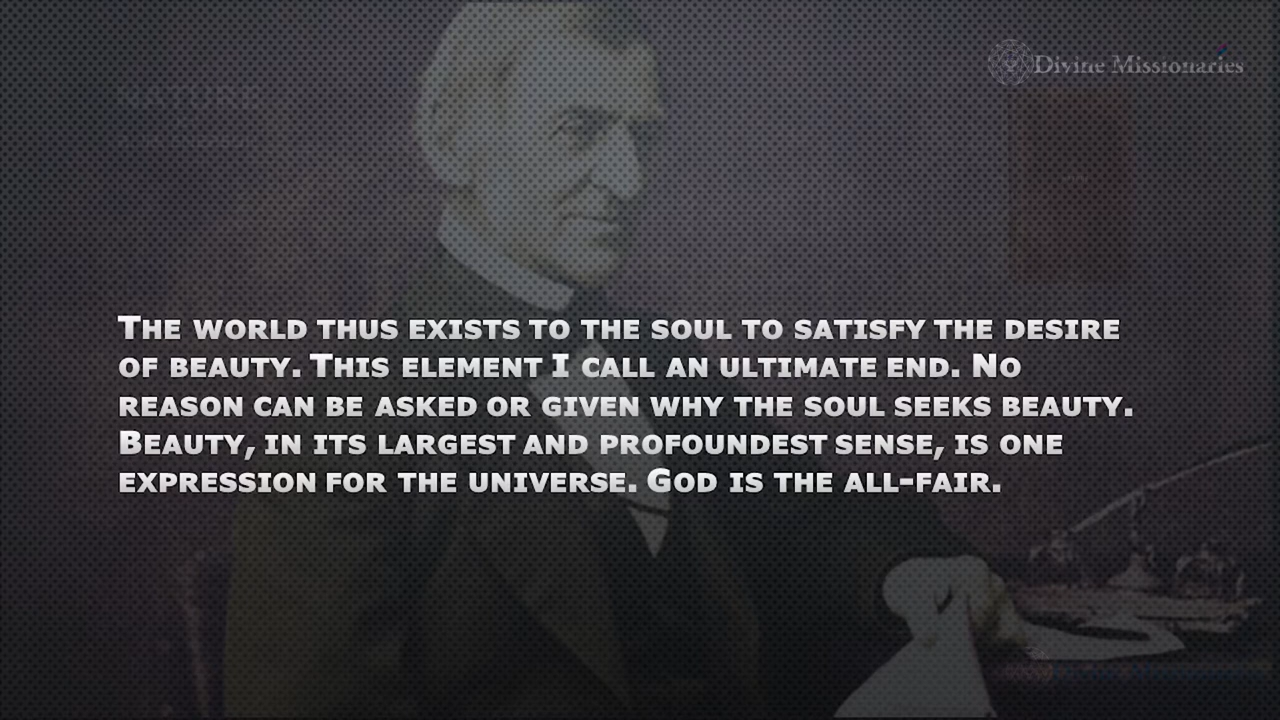 Divine Missionaries
NATURE
THE WORLD THUS EXISTS TO THE SOUL TO SATISFY THE DESIRE
OF BEAUTY. THIS ELEMENT I CALL AN ULTIMATE END. NO
REASON CAN BE ASKED OR GIVEN WHY THE SOUL SEEKS BEAUTY.
BEAUTY, IN ITS LARGEST AND PROFOUNDEST SENSE, IS ONE
EXPRESSION FOR THE UNIVERSE. GOD IS THE ALL-FAIR.